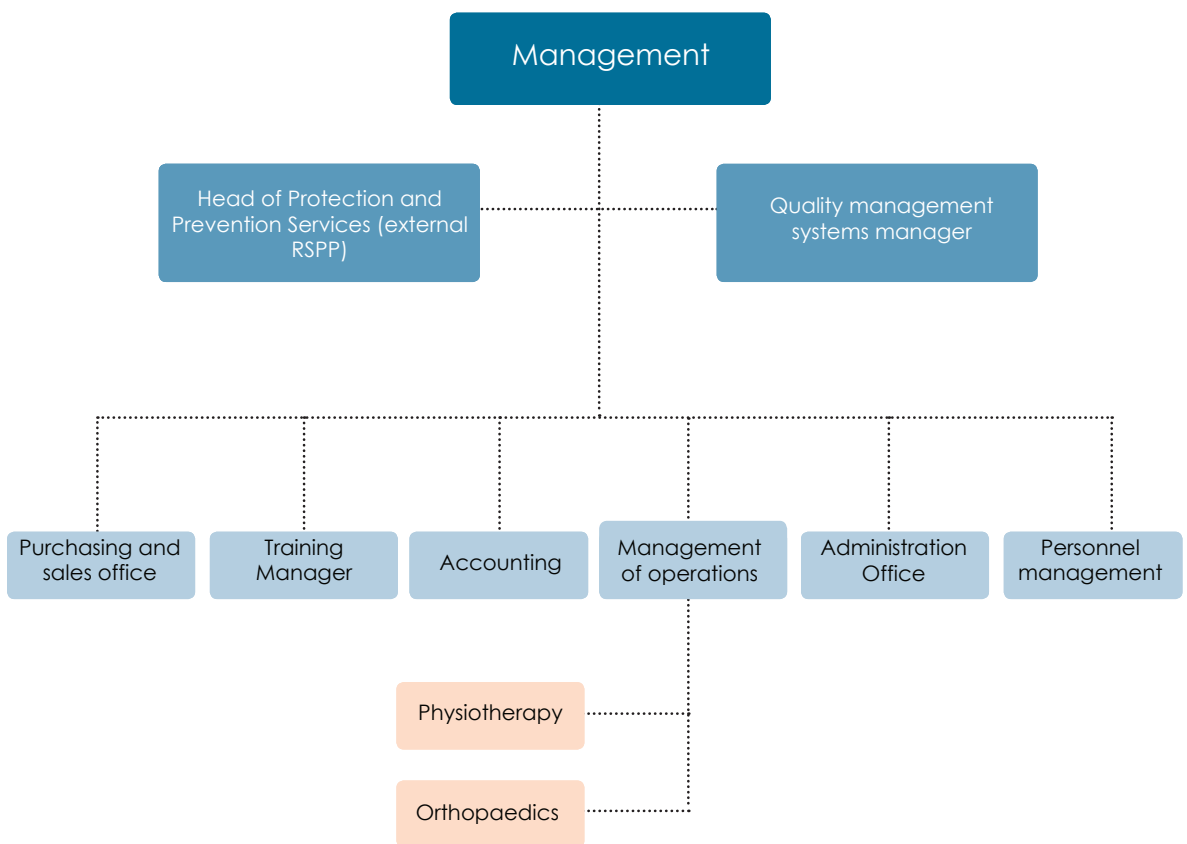 Management
Head of Protection and
Prevention Services (external
RSPP)
Quality management
systems manager
Purchasing and
sales office
Training
Manager
Accounting
Management
of operations
Administration
Office
Personnel
management
Physiotherapy
Orthopaedics